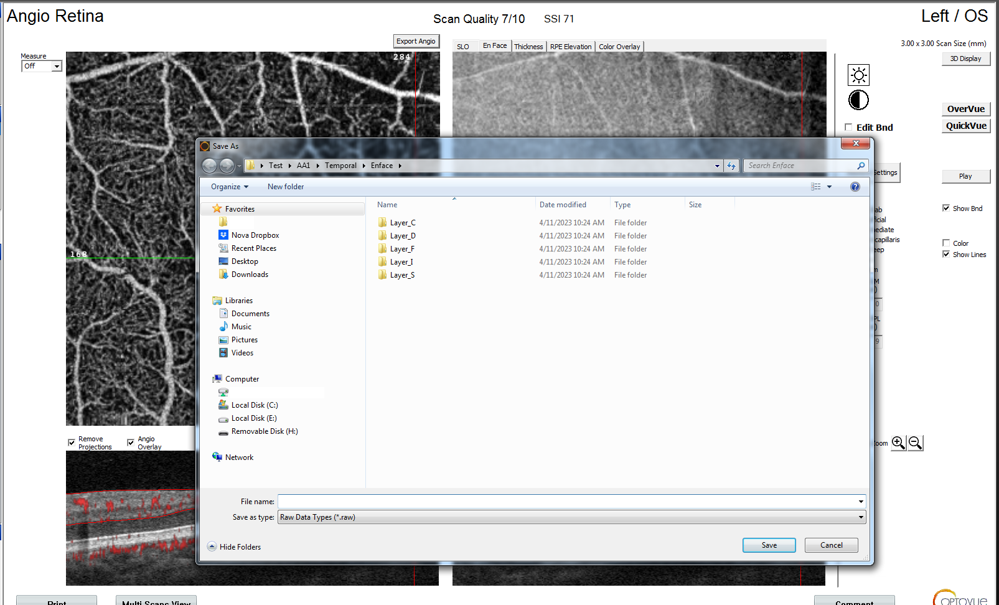 Angio Retina
Scan Quality 7/10 SSI 71
Left / OS
Export Angio
SLO En Face Thickness RPE Elevation Color Overlay
3.00 x 3.00 Scan Size (mm)
Measure
Off
284
284
3D Display
OverVue
QuickVue
Edit Bnd
Save As
Test AA1 Temporal Enface
Search Enface
Settings
Play
Organize New folder
Name Date modified Type Size
Favorites
Show Bnd
Layer_C 4/11/2023 10:24 AM File folder
Nova Dropbox
Layer_D 4/11/2023 10:24 AM File folder
Recent Places
Layer_F 4/11/2023 10:24 AM File folder
Desktop
Layer_I 4/11/2023 10:24 AM File folder
Downloads
Layer_S 4/11/2023 10:24 AM File folder
ab
ficial
ediate
capillaris
eep
Color
Show Lines
168
m
M
)
0
PL
)
9
Libraries
Documents
Music
Pictures
Videos
Computer
Local Disk (C:)
Local Disk (E:)
Removable Disk (H:)
Network
Remove
Projections
Angio
Overlay
oom
File name:
Save as type: Raw Data Types (*.raw)
Hide Folders
Save Cancel
Print
Multi Scans View
Comment
OPTOVUE